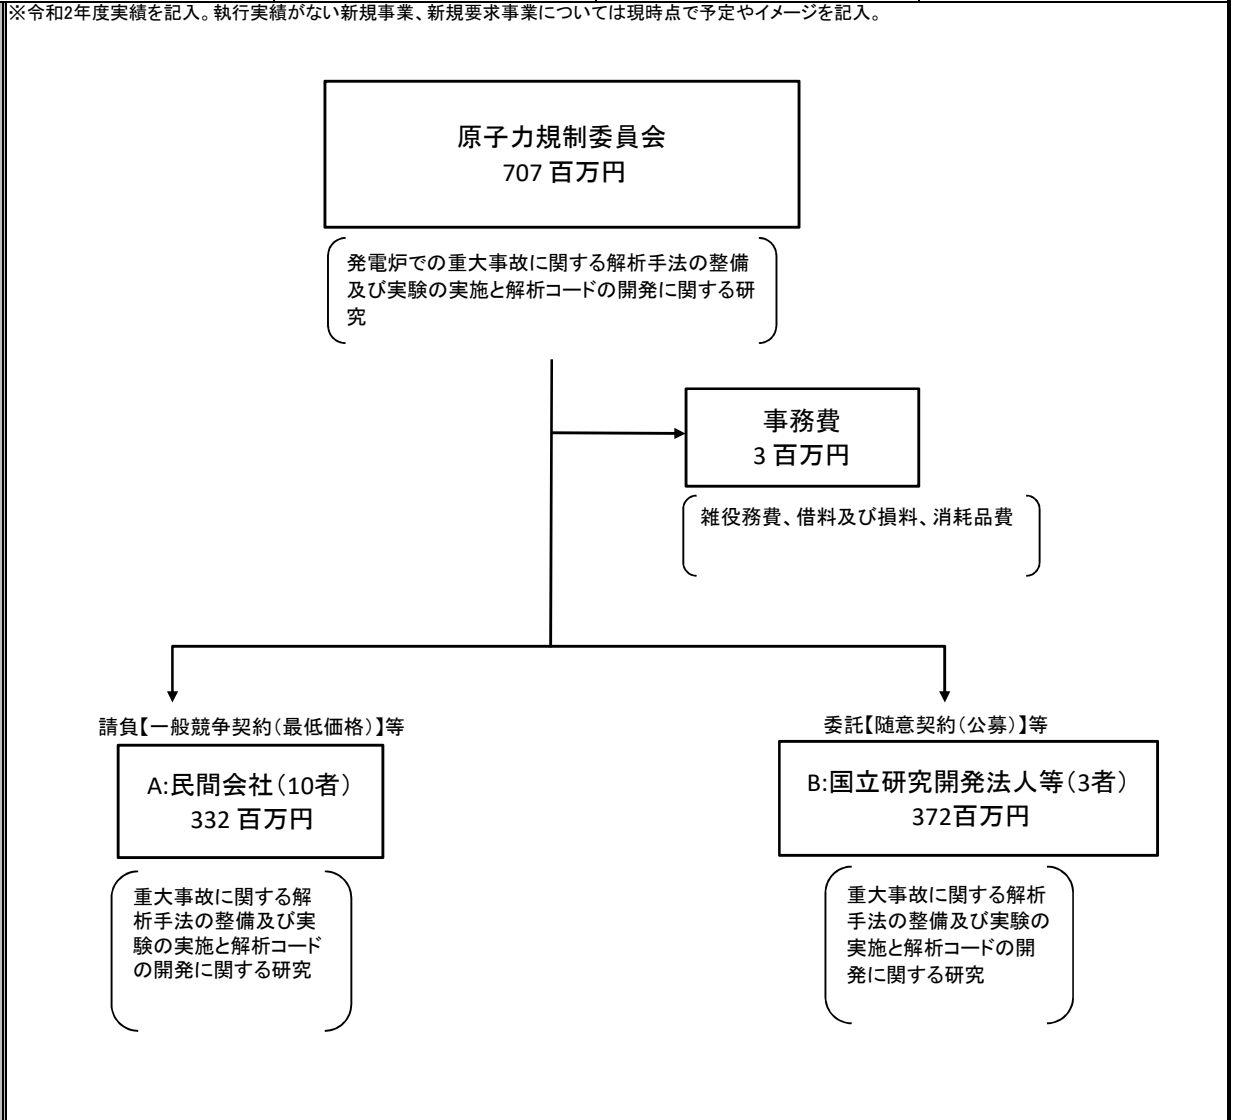 ※令和2年度実績を記入。執行実績がない新規事業、新規要求事業については現時点で予定やイメージを記入。
原子力規制委員会
707 百万円
発電炉での重大事故に関する解析手法の整備
及び実験の実施と解析コードの開発に関する研
究
事務費
3 百万円
雑役務費、借料及び損料、消耗品費
請負【一般競争契約(最低価格)】等
A:民間会社(10者)
332 百万円
重大事故に関する解
析手法の整備及び実
験の実施と解析コード
の開発に関する研究
委託【随意契約(公募)】等
B:国立研究開発法人等(3者)
372百万円
重大事故に関する解析
手法の整備及び実験の
実施と解析コードの開
発に関する研究